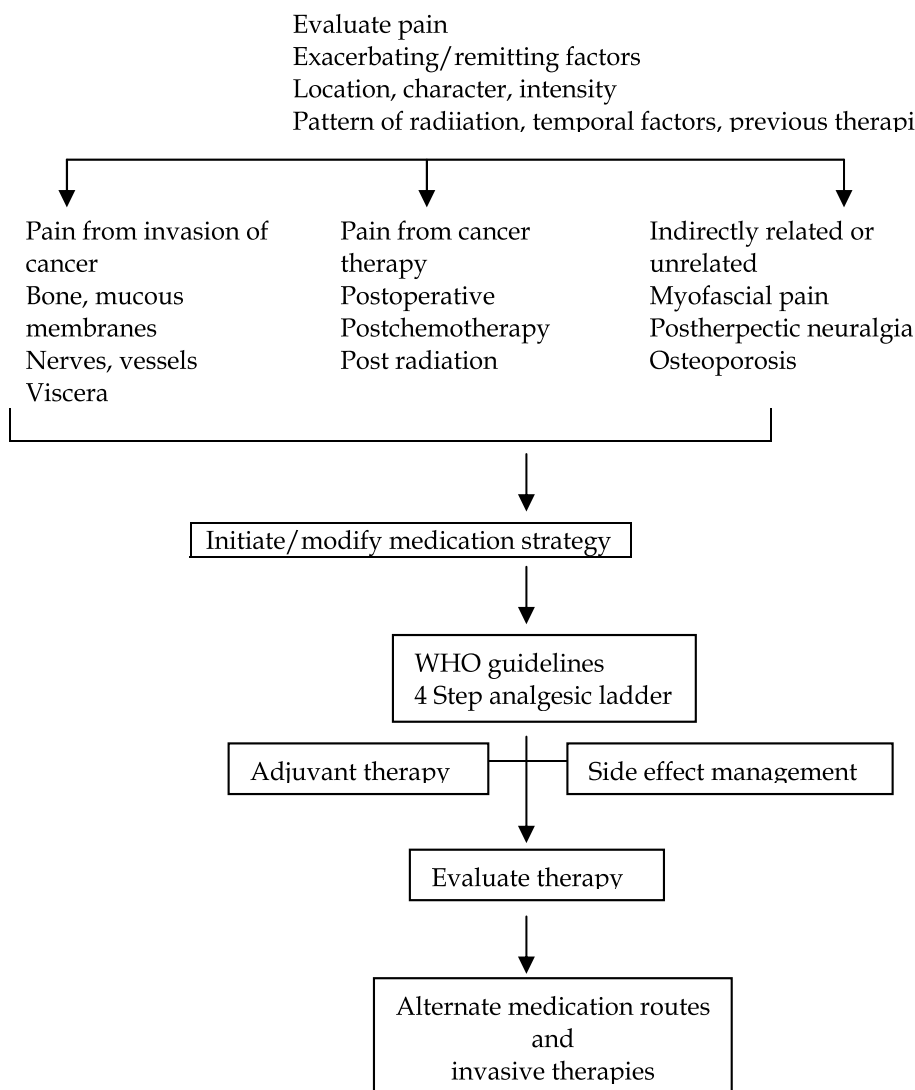 Evaluate pain
Exacerbating/remitting factors
Location, character, intensity
Pattern of radiiation, temporal factors, previous therapi
Pain from invasion of
cancer
Bone, mucous
membranes
Nerves, vessels
Viscera
Pain from cancer
therapy
Postoperative
Postchemotherapy
Post radiation
Indirectly related or
unrelated
Myofascial pain
Postherpectic neuralgia
Osteoporosis
Initiate/modify medication strategy
WHO guidelines
4 Step analgesic ladder
Adjuvant therapy
Side effect management
Evaluate therapy
Alternate medication routes
and
invasive therapies